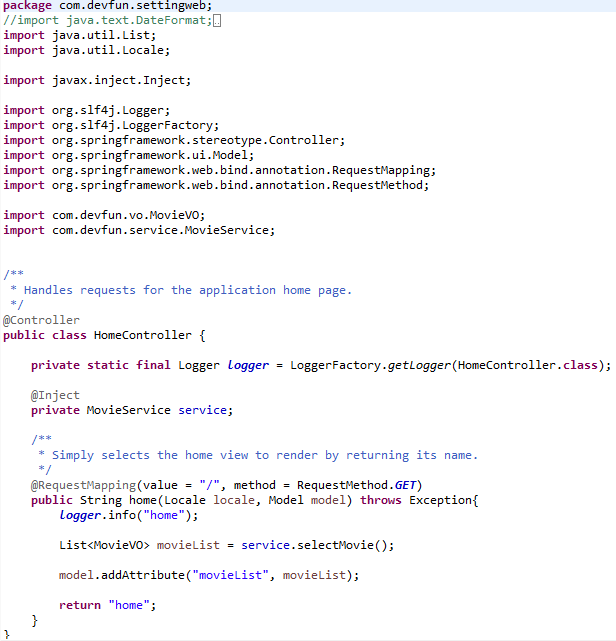 package com.devfun.settingweb;
//import java.text.DateFormat;
import java.util.List;
import java.util.Locale;

import javax.inject.Inject;

import org.slf4j.Logger;
import org.slf4j.LoggerFactory;
import org.springframework.stereotype.Controller;
import org.springframework.ui.Model;
import org.springframework.web.bind.annotation.RequestMapping;
import org.springframework.web.bind.annotation.RequestMethod;

import com.devfun.vo.MovieVO;
import com.devfun.service.MovieService;


/**
 * Handles requests for the application home page.
 */
@Controller
public class HomeController {

    private static final Logger logger = LoggerFactory.getLogger(HomeController.class);

    @Inject
    private MovieService service;

    /**
     * Simply selects the home view to render by returning its name.
     */
    @RequestMapping(value = "/", method = RequestMethod.GET)
    public String home(Locale locale, Model model) throws Exception{
        logger.info("home");

        List<MovieVO> movieList = service.selectMovie();

        model.addAttribute("movieList", movieList);

        return "home";
    }
}